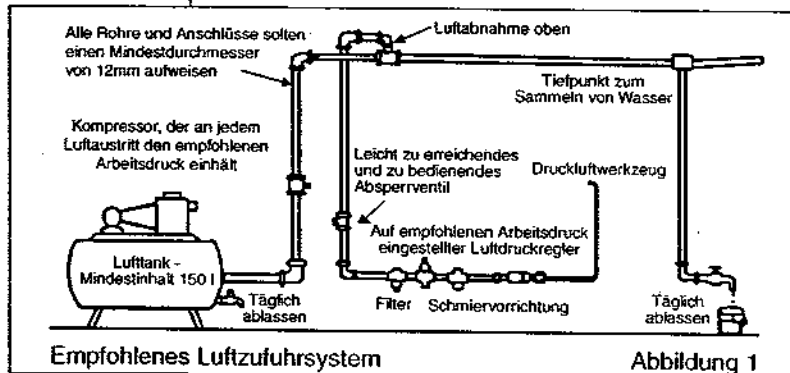 Alle Rohre und Anschlüsse solten
einen Mindestdurchmesser
von 12mm aufweisen
Luftabnahme oben
Tiefpunkt zum
Sammeln von Wasser
Kompressor, der an jedem
Luftaustritt den empfohlenen
Arbeitsdruck einhält
Leicht zu erreichendes
und zu bedienendes
Absperrventil
Druckluftwerkzeug
Auf empfohlenen Arbeitsdruck
eingestellter Luftdruckregler
Lufttank -
Mindestinhalt 150 l
Täglich
ablassen
Filter
Schmiervorrichtung
Täglich
ablassen
Empfohlenes Luftzufuhrsystem
Abbildung 1